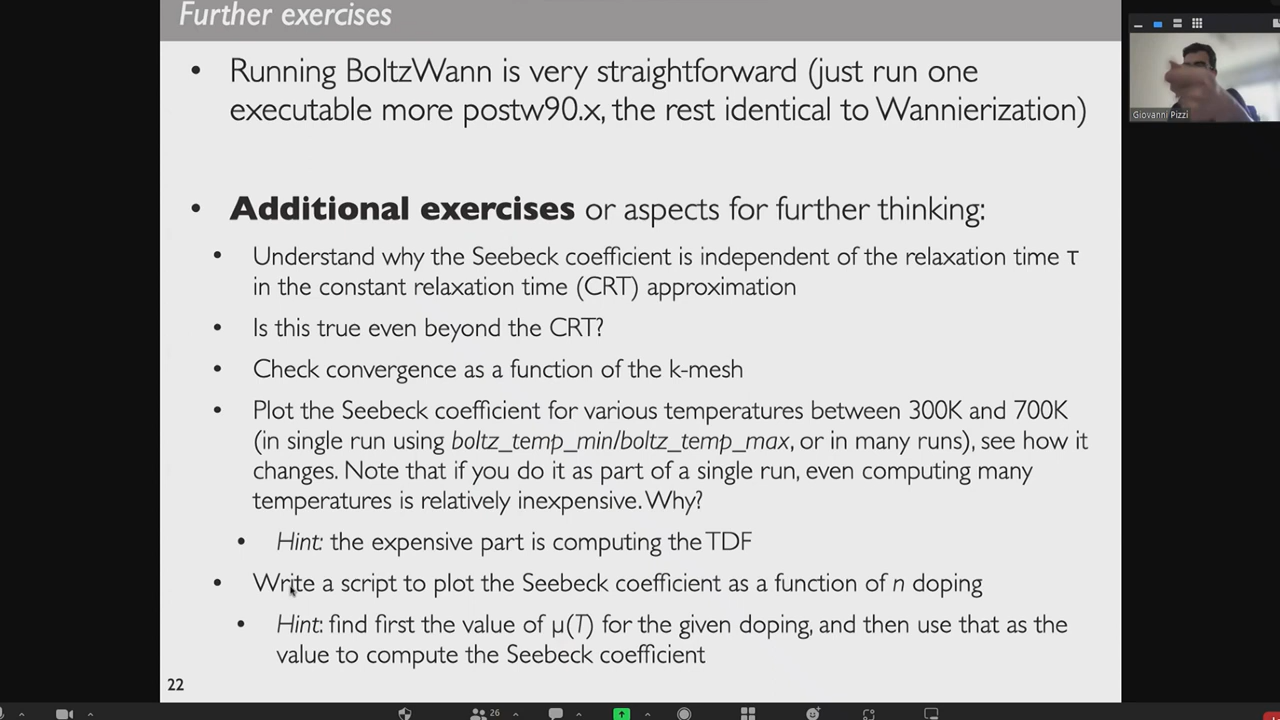 Further exercises
• Running BoltzWann is very straightforward (just run one
executable more postw90.x, the rest identical to Wannierization)
• Additional exercises or aspects for further thinking:
• Understand why the Seebeck coefficient is independent of the relaxation time τ
in the constant relaxation time (CRT) approximation
• Is this true even beyond the CRT?
• Check convergence as a function of the k-mesh
• Plot the Seebeck coefficient for various temperatures between 300K and 700K
(in single run using boltz_temp_min/boltz_temp_max, or in many runs), see how it
changes. Note that if you do it as part of a single run, even computing many
temperatures is relatively inexpensive. Why?
• Hint: the expensive part is computing the TDF
• Write a script to plot the Seebeck coefficient as a function of n doping
• Hint: find first the value of μ(T) for the given doping, and then use that as the
value to compute the Seebeck coefficient
22
Giovanni Pizzi
26